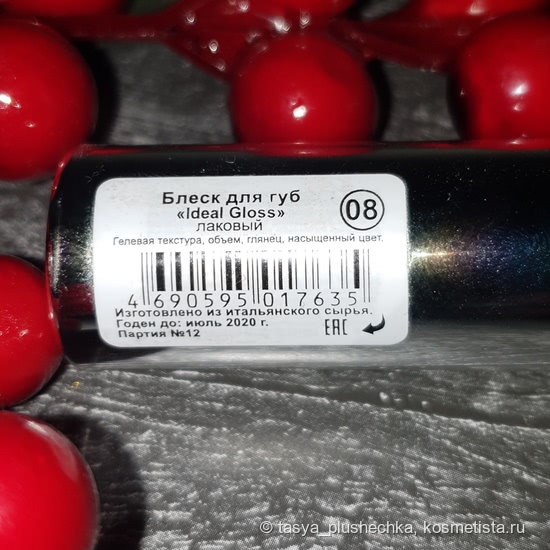 Блеск для губ
«Ideal Gloss»
лаковый
08
Гелевая текстура, объем, глянец, насыщенный цвет.
4 690595 017635
Изготовлено из итальянского сырья.
Годен до: июль 2020 г.
Партия №12
EAC
© tasya_plushechka, kosmetista.ru